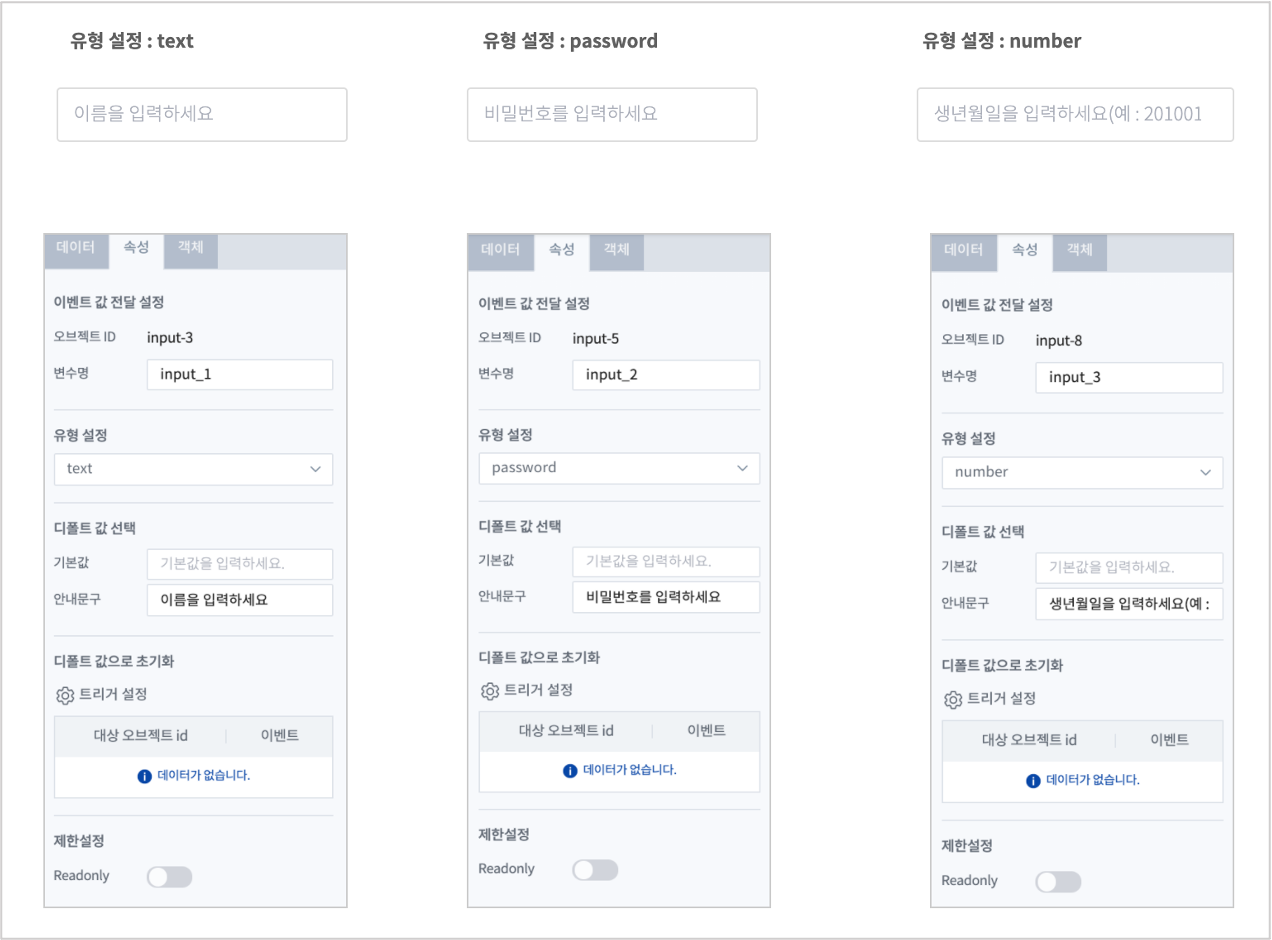 유형 설정 : text
이름을 입력하세요
데이터 속성 객체
이벤트 값 전달 설정
오브젝트 ID input-3
변수명 input_1
유형 설정
text
디폴트 값 선택
기본값 기본값을 입력하세요.
안내문구 이름을 입력하세요
디폴트 값으로 초기화
트리거 설정
대상 오브젝트 id 이벤트
데이터가 없습니다.
제한설정
Readonly
유형 설정 : password
비밀번호를 입력하세요
데이터 속성 객체
이벤트 값 전달 설정
오브젝트 ID input-5
변수명 input_2
유형 설정
password
디폴트 값 선택
기본값 기본값을 입력하세요.
안내문구 비밀번호를 입력하세요
디폴트 값으로 초기화
트리거 설정
대상 오브젝트 id 이벤트
데이터가 없습니다.
제한설정
Readonly
유형 설정 : number
생년월일을 입력하세요(예 : 201001
데이터 속성 객체
이벤트 값 전달 설정
오브젝트 ID input-8
변수명 input_3
유형 설정
number
디폴트 값 선택
기본값 기본값을 입력하세요.
안내문구 생년월일을 입력하세요(예 :
디폴트 값으로 초기화
트리거 설정
대상 오브젝트 id 이벤트
데이터가 없습니다.
제한설정
Readonly